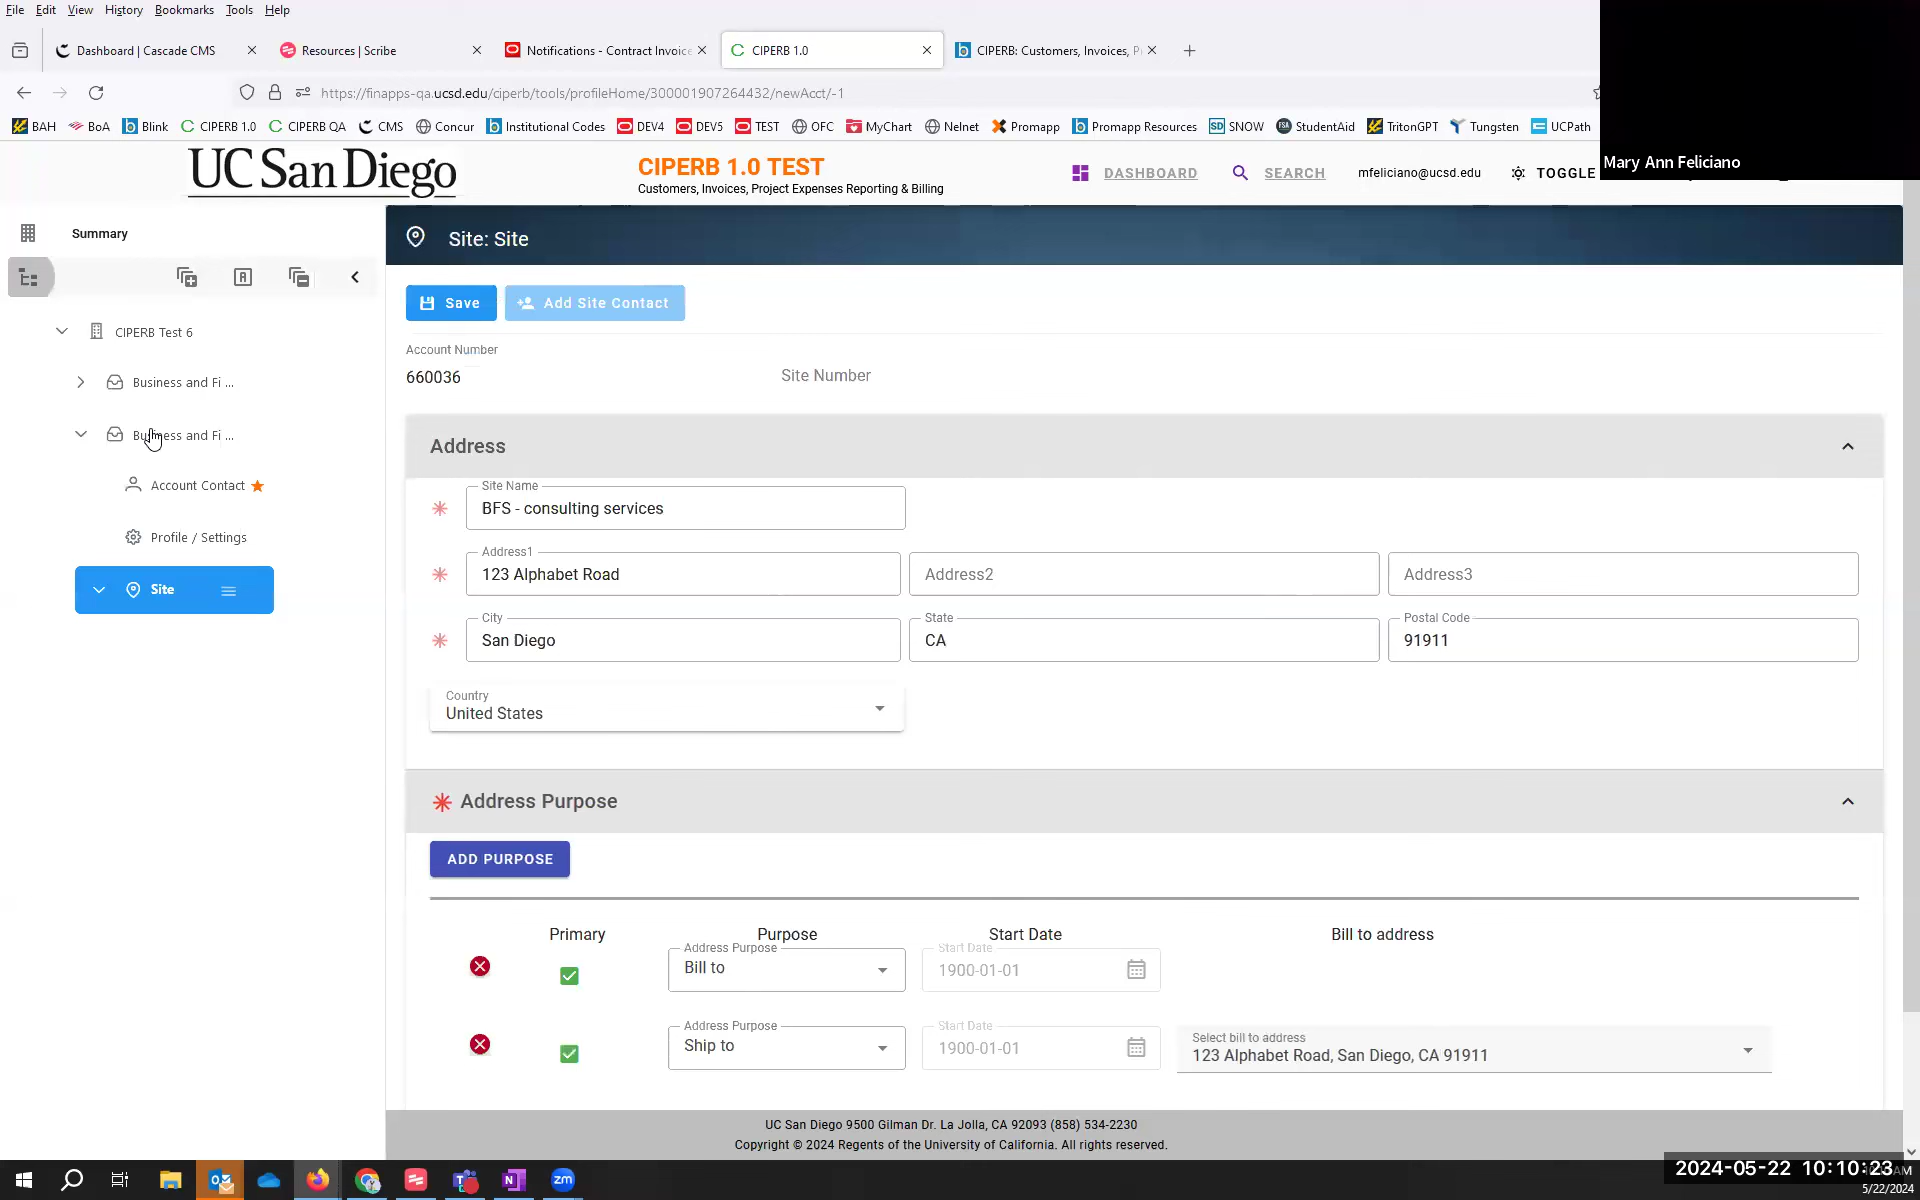 File Edit View History Bookmarks Tools Help
Dashboard | Cascade CMS
Resources | Scribe
Notifications - Contract Invoice
CIPERB 1.0
CIPERB: Customers, Invoices, P
https://finapps-qa.ucsd.edu/ciperb/tools/profileHome/300001907264432/newAcct/-1
BAH BoA Blink CIPERB 1.0 CIPERB QA CMS Concur Institutional Codes DEV4 DEV5 TEST OFC MyChart Nelnet Promapp Promapp Resources SNOW StudentAid TritonGPT Tungsten UCPath
Mary Ann Feliciano
UC San Diego
CIPERB 1.0 TEST
Customers, Invoices, Project Expenses Reporting & Billing
DASHBOARD SEARCH mfeliciano@ucsd.edu TOGGLE
Summary
CIPERB Test 6
Business and Fi ...
Business and Fi ...
Account Contact
Profile / Settings
Site
Site: Site
Save Add Site Contact
Account Number
660036
Site Number
Address
Site Name
BFS - consulting services
Address1
123 Alphabet Road
Address2
Address3
City
San Diego
State
CA
Postal Code
91911
Country
United States
Address Purpose
ADD PURPOSE
Primary Purpose Start Date Bill to address
Address Purpose
Bill to
Start Date
1900-01-01
Address Purpose
Ship to
Start Date
1900-01-01
Select bill to address
123 Alphabet Road, San Diego, CA 91911
UC San Diego 9500 Gilman Dr. La Jolla, CA 92093 (858) 534-2230
Copyright © 2024 Regents of the University of California. All rights reserved.
2024-05-22 10:10:23
5/22/2024